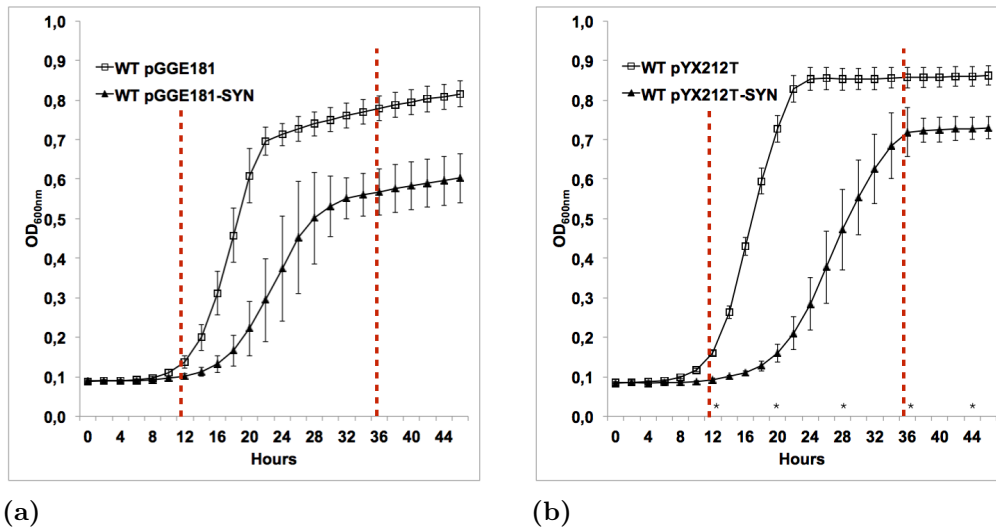 1,0
0,9
0,8
0,7
0,6
0,5
0,4
0,3
0,2
0,1
0,0
OD600nm
WT pGGE181
WT pGGE181-SYN
0 4 8 12 16 20 24 28 32 36 40 44
Hours
(a)
1,0
0,9
0,8
0,7
0,6
0,5
0,4
0,3
0,2
0,1
0,0
OD600nm
WT pYX212T
WT pYX212T-SYN
* * * * *
0 4 8 12 16 20 24 28 32 36 40 44
Hours
(b)